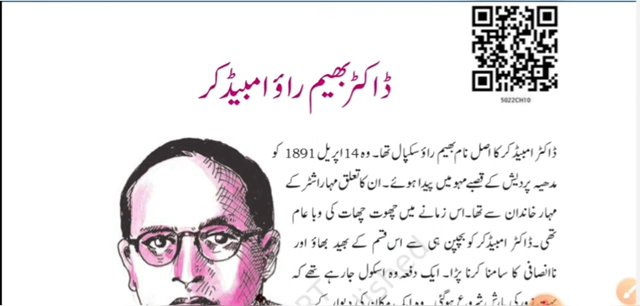 5022CH10
ڈاکٹر بھیم راؤ امبیڈکر
ڈاکٹر امبیڈکر کا اصل نام بھیم راؤ سکپال تھا۔ وہ 14 اپریل 1891 کو
مدھیہ پردیش کے قصبے مہو میں پیدا ہوئے۔ ان کا تعلق مہاراشٹر کے
مہار خاندان سے تھا۔ اس زمانے میں چھوت چھات کی وبا عام
تھی۔ ڈاکٹر امبیڈکر کو بچپن ہی سے اس قسم کے بھید بھاؤ اور
ناانصافی کا سامنا کرنا پڑا۔ ایک دفعہ وہ اسکول جا رہے تھے کہ